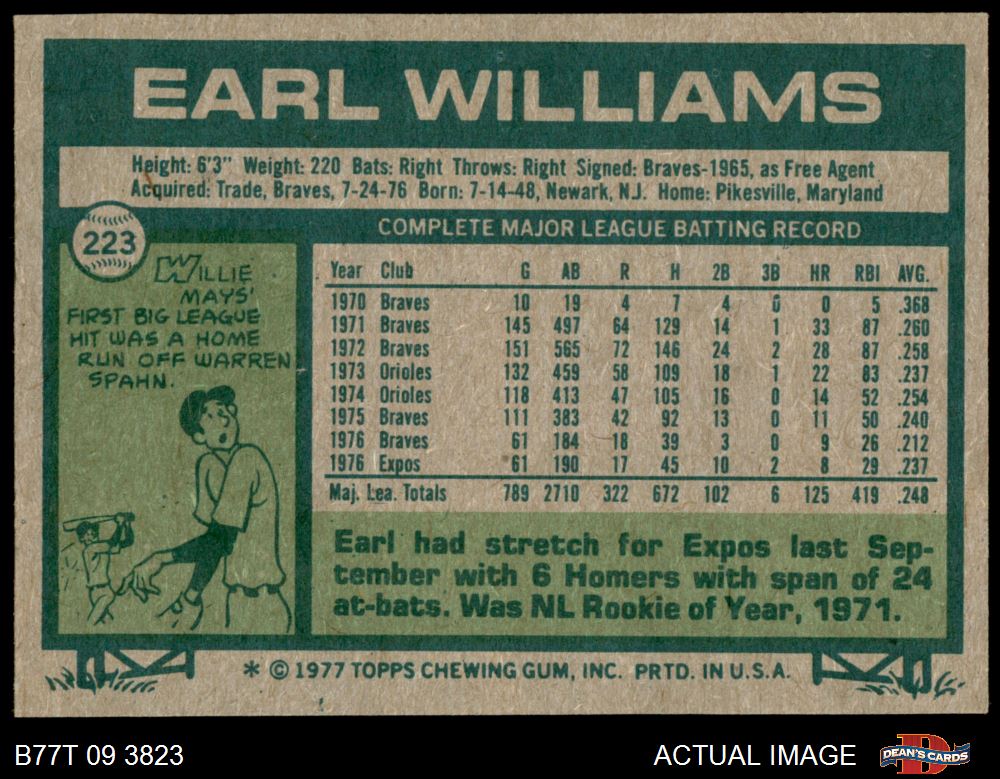 EARL WILLIAMS
Height: 6'3" Weight: 220 Bats: Right Throws: Right Signed: Braves-1965, as Free Agent
Acquired: Trade, Braves, 7-24-76 Born: 7-14-48, Newark, N.J. Home: Pikesville, Maryland
223
WILLIE
MAYS'
FIRST BIG LEAGUE
HIT WAS A HOME
RUN OFF WARREN
SPAHN.
COMPLETE MAJOR LEAGUE BATTING RECORD
Year Club G AB R H 2B 3B HR RBI AVG.
1970 Braves 10 19 4 7 4 0 0 5 .368
1971 Braves 145 497 64 129 14 1 33 87 .260
1972 Braves 151 565 72 146 24 2 28 87 .258
1973 Orioles 132 459 58 109 18 1 22 83 .237
1974 Orioles 118 413 47 105 16 0 14 52 .254
1975 Braves 111 383 42 92 13 0 11 50 .240
1976 Braves 61 184 18 39 3 0 9 26 .212
1976 Expos 61 190 17 45 10 2 8 29 .237
Maj. Lea. Totals 789 2710 322 672 102 6 125 419 .248
Earl had stretch for Expos last Sep-
tember with 6 Homers with span of 24
at-bats. Was NL Rookie of Year, 1971.
* © 1977 TOPPS CHEWING GUM, INC. PRTD. IN U.S.A.
B77T 09 3823
ACTUAL IMAGE
DEAN'S CARDS